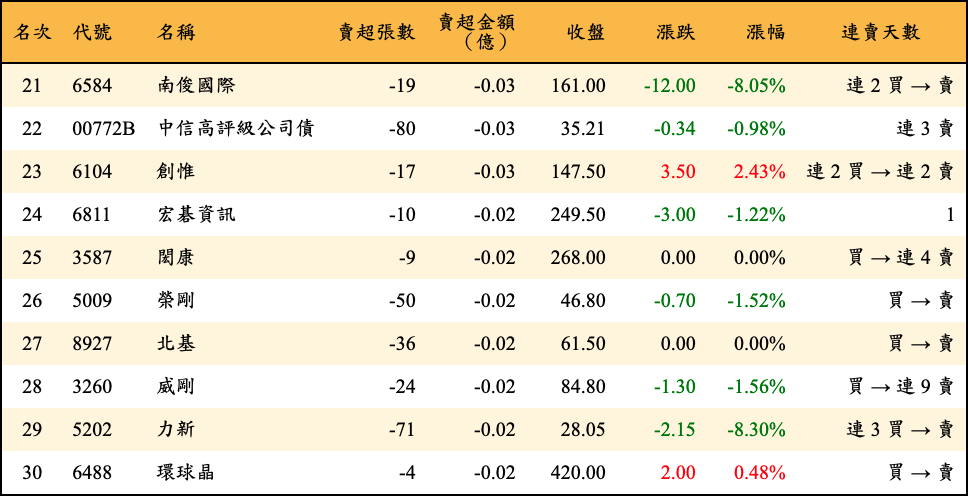 名次 代號 名稱 賣超張數 賣超金額（億） 收盤 漲跌 漲幅 連賣天數
21 6584 南俊國際 -19 -0.03 161.00 -12.00 -8.05% 連 2 買 → 賣
22 00772B 中信高評級公司債 -80 -0.03 35.21 -0.34 -0.98% 連 3 賣
23 6104 創惟 -17 -0.03 147.50 3.50 2.43% 連 2 買 → 連 2 賣
24 6811 宏碁資訊 -10 -0.02 249.50 -3.00 -1.22% 1
25 3587 閎康 -9 -0.02 268.00 0.00 0.00% 買 → 連 4 賣
26 5009 榮剛 -50 -0.02 46.80 -0.70 -1.52% 買 → 賣
27 8927 北基 -36 -0.02 61.50 0.00 0.00% 買 → 賣
28 3260 威剛 -24 -0.02 84.80 -1.30 -1.56% 買 → 連 9 賣
29 5202 力新 -71 -0.02 28.05 -2.15 -8.30% 連 3 買 → 賣
30 6488 環球晶 -4 -0.02 420.00 2.00 0.48% 買 → 賣